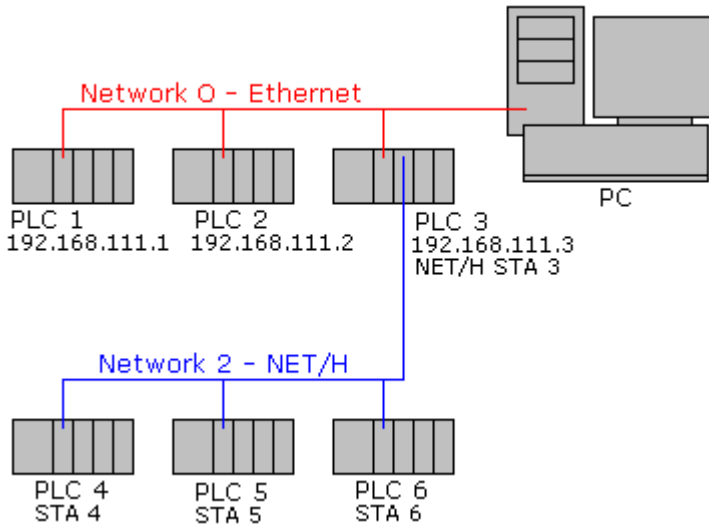 Network 0 - Ethernet
PC
PLC 1
192.168.111.1
PLC 2
192.168.111.2
PLC 3
192.168.111.3
NET/H STA 3
Network 2 - NET/H
PLC 4
STA 4
PLC 5
STA 5
PLC 6
STA 6